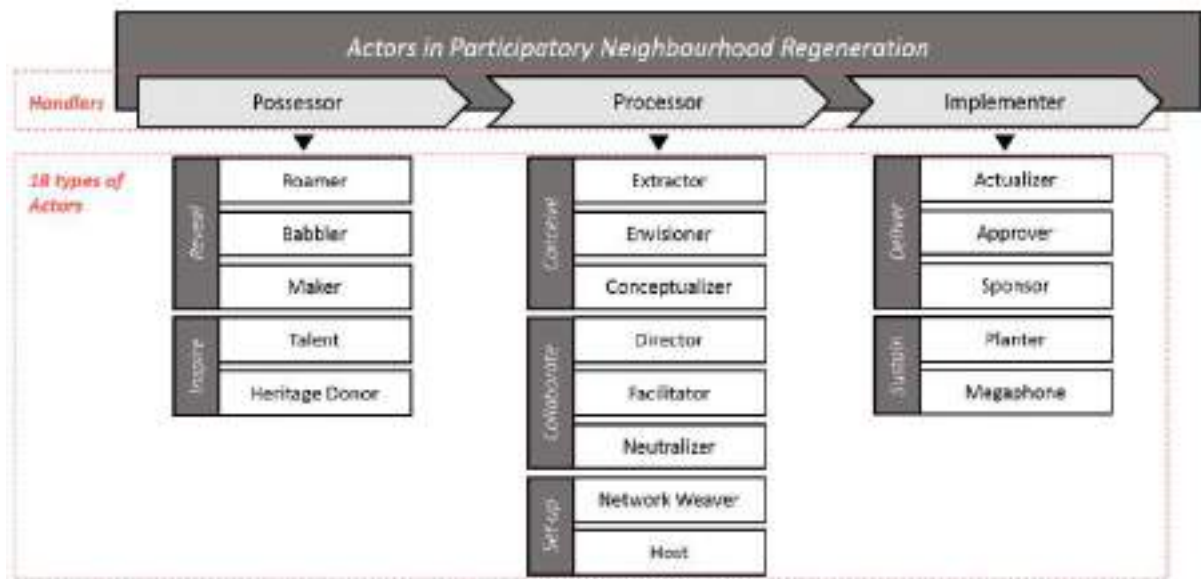 Actors in Participatory Neighbourhood Regeneration
Handlers
Possessor
Processor
Implementer
18 types of
Actors
Reveal
Roamer
Babbler
Maker
Inspire
Talent
Heritage Donor
Conceive
Extractor
Envisioner
Conceptualizer
Collaborate
Director
Facilitator
Neutralizer
Set-up
Network Weaver
Host
Deliver
Actualizer
Approver
Sponsor
Sustain
Planter
Megaphone